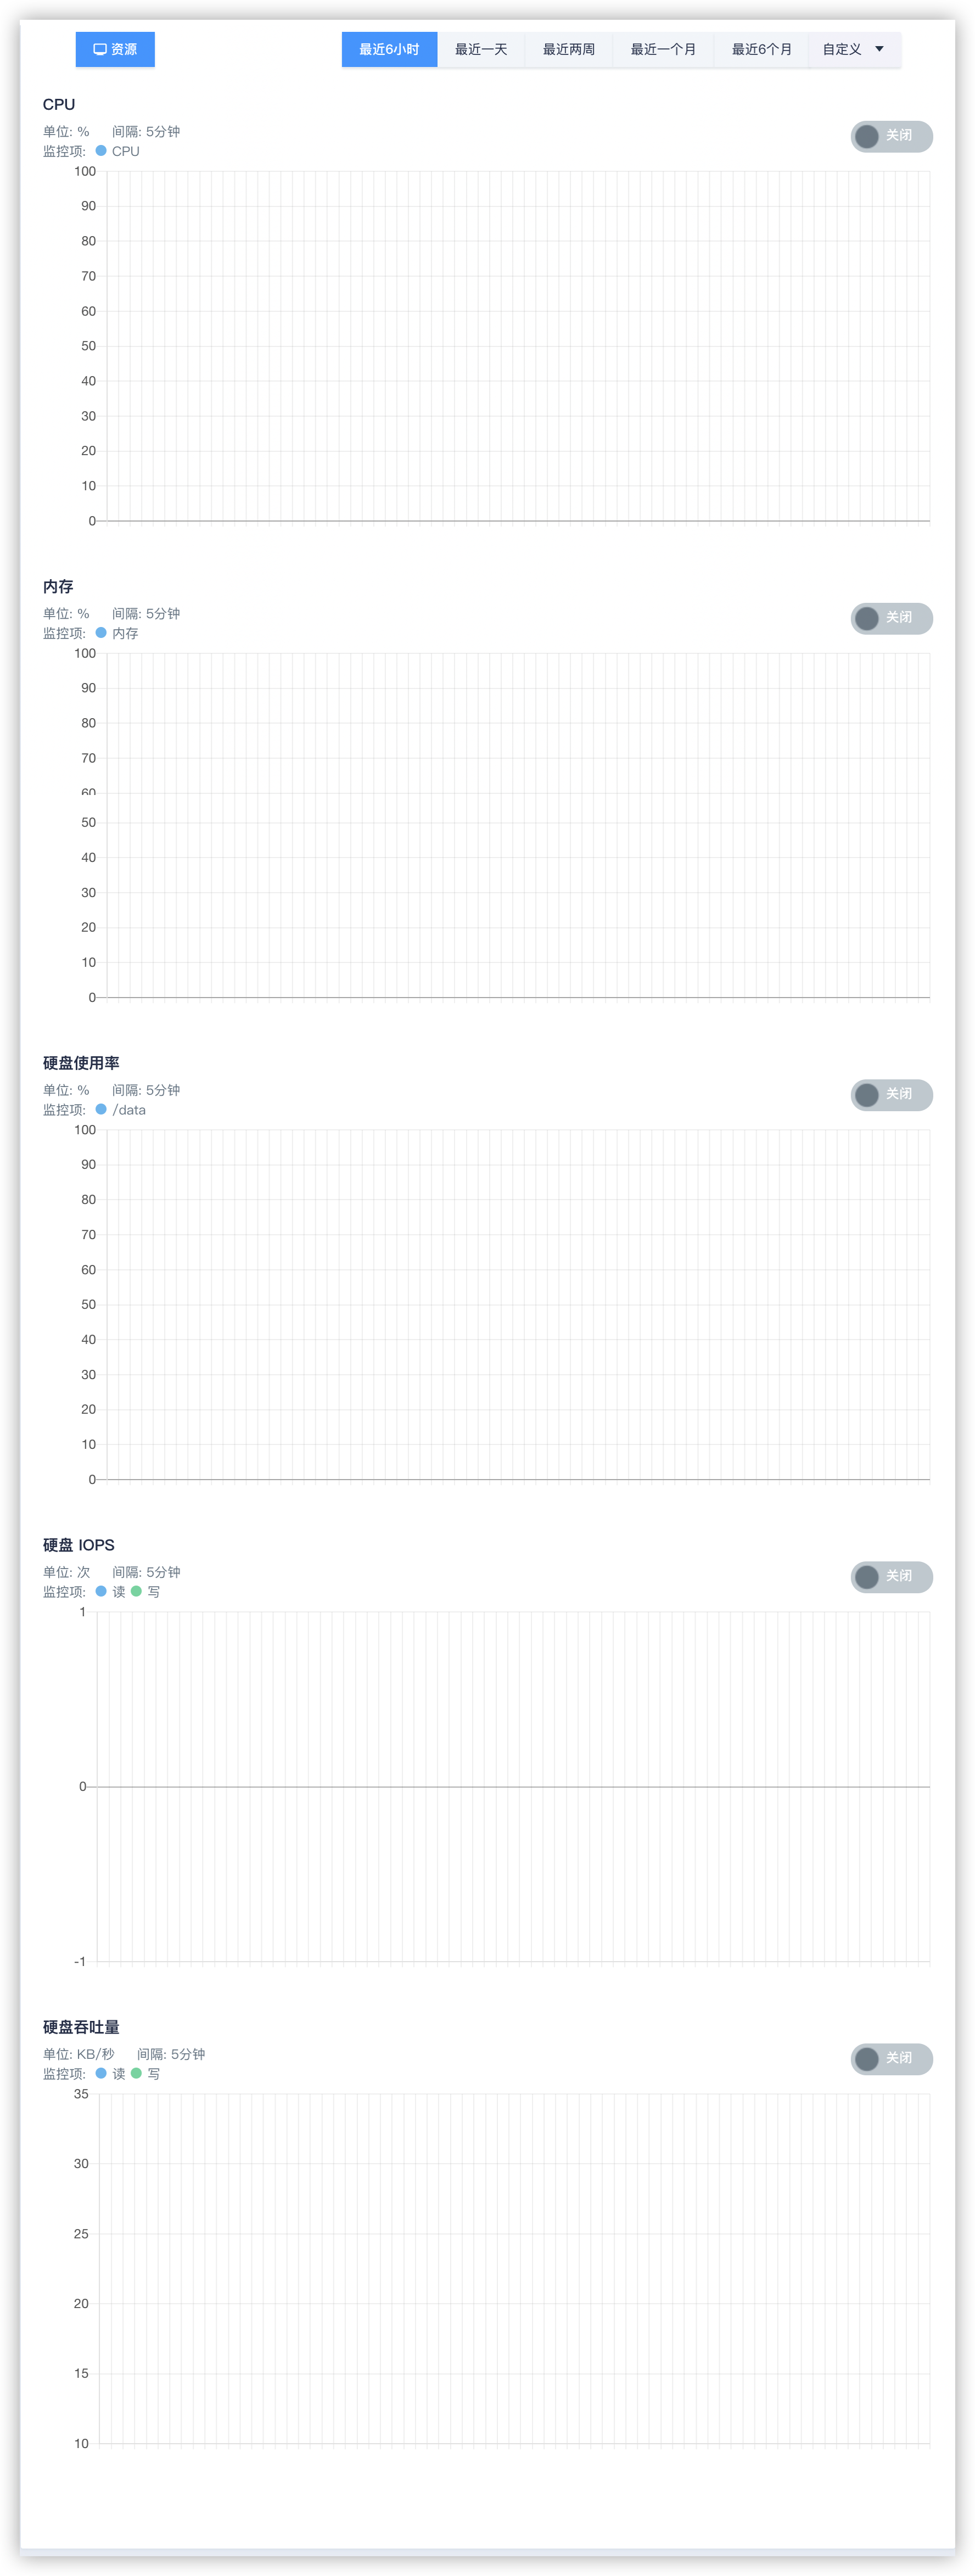 资源 最近6小时 最近一天 最近两周 最近一个月 最近6个月 自定义
CPU
单位: % 间隔: 5分钟
关闭
监控项: CPU
100
90
80
70
60
50
40
30
20
10
0
内存
单位: % 间隔: 5分钟
关闭
监控项: 内存
100
90
80
70
60
50
40
30
20
10
0
硬盘使用率
单位: % 间隔: 5分钟
关闭
监控项: /data
100
90
80
70
60
50
40
30
20
10
0
硬盘 IOPS
单位: 次 间隔: 5分钟
关闭
监控项: 读 写
1
0
-1
硬盘吞吐量
单位: KB/秒 间隔: 5分钟
关闭
监控项: 读 写
35
30
25
20
15
10